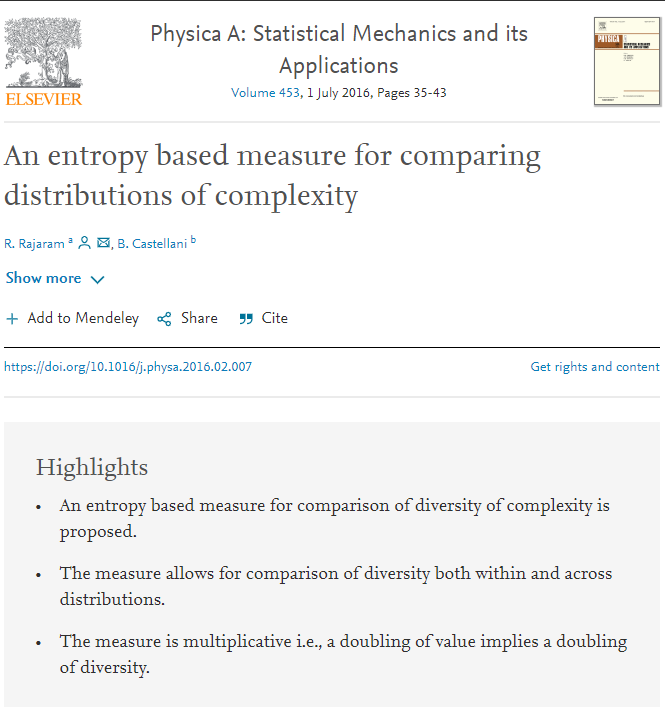 Physica A: Statistical Mechanics and its
Applications
Volume 453, 1 July 2016, Pages 35-43
ELSEVIER
PHYSICA
An entropy based measure for comparing
distributions of complexity
R. Rajaram a, B. Castellani b
Show more
Add to Mendeley Share Cite
https://doi.org/10.1016/j.physa.2016.02.007 Get rights and content
Highlights
• An entropy based measure for comparison of diversity of complexity is
proposed.
• The measure allows for comparison of diversity both within and across
distributions.
• The measure is multiplicative i.e., a doubling of value implies a doubling
of diversity.